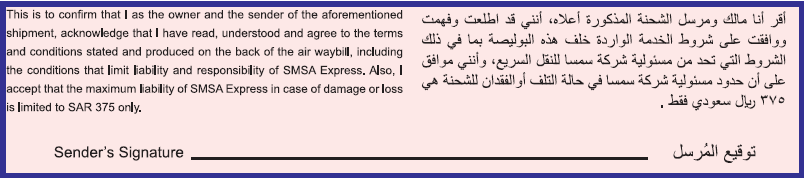 This is to confirm that I as the owner and the sender of the aforementioned
shipment, acknowledge that I have read, understood and agree to the terms
and conditions stated and produced on the back of the air waybill, including
the conditions that limit liability and responsibility of SMSA Express. Also, I
accept that the maximum liability of SMSA Express in case of damage or loss
is limited to SAR 375 only.
أقر أنا مالك ومرسل الشحنة المذكورة أعلاه، أنني قد اطلعت وفهمت
ووافقت على شروط الخدمة الواردة خلف هذه البوليصة بما في ذلك
الشروط التي تحد من مسئولية شركة سمسا للنقل السريع، وأنني موافق
على أن حدود مسئولية شركة سمسا في حالة التلف أوالفقدان للشحنة هي
٣٧٥ ريال سعودي فقط .
Sender's Signature توقيع المُرسل